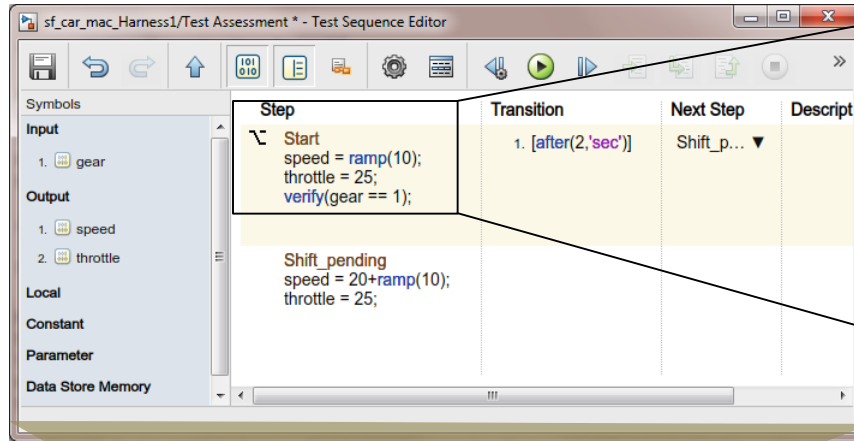 sf_car_mac_Harness1/Test Assessment * - Test Sequence Editor
Symbols
Input
1. gear
Output
1. speed
2. throttle
Local
Constant
Parameter
Data Store Memory
Step Transition Next Step Descript
Start 1. [after(2,'sec')] Shift_p... ▼
speed = ramp(10);
throttle = 25;
verify(gear == 1);
Shift_pending
speed = 20+ramp(10);
throttle = 25;